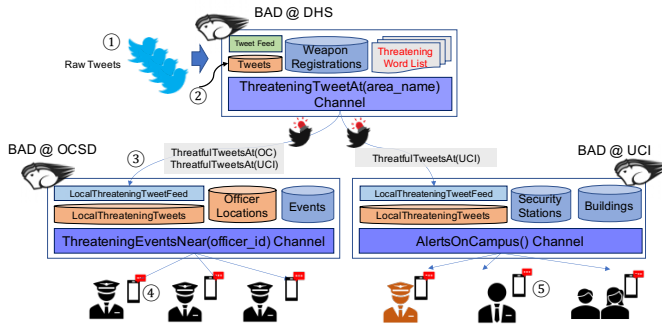 BAD @ DHS
①
Raw Tweets
Tweet Feed
Tweets
②
Weapon
Registrations
Threatening
Word List
ThreateningTweetAt(area_name)
Channel
BAD @ OCSD
③
ThreatfulTweetsAt(OC)
ThreatfulTweetsAt(UCI)
ThreatfulTweetsAt(UCI)
BAD @ UCI
LocalThreateningTweetFeed
LocalThreateningTweets
Officer
Locations
Events
ThreateningEventsNear(officer_id) Channel
LocalThreateningTweetFeed
LocalThreateningTweets
Security
Stations
Buildings
AlertsOnCampus() Channel
④
⑤